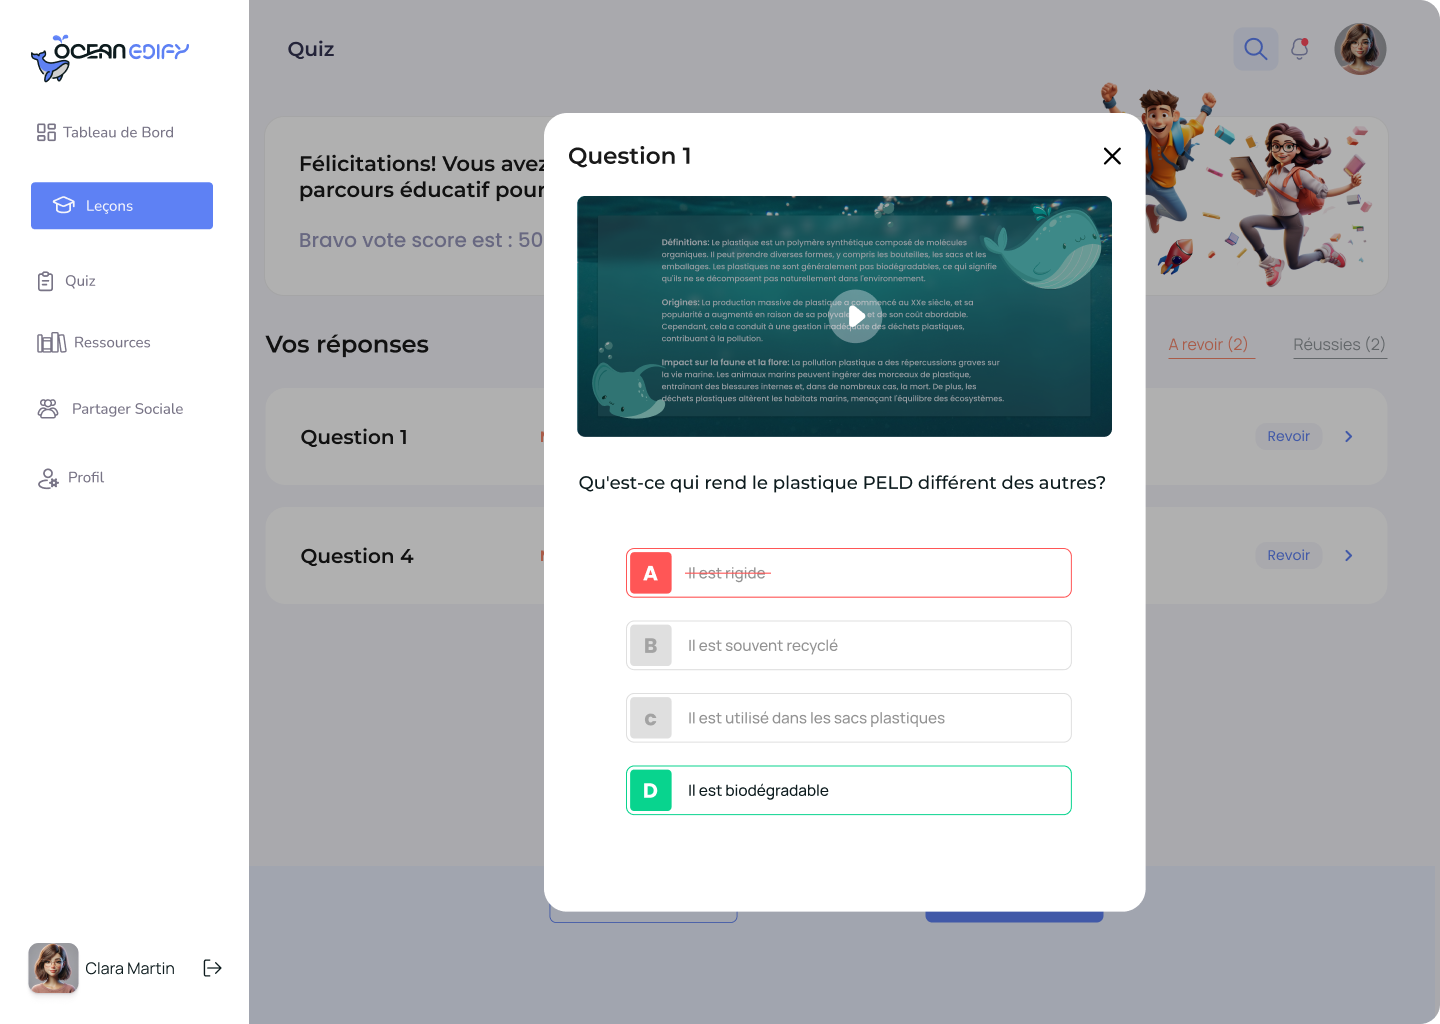 OCEAN EDIFY
Tableau de Bord
Leçons
Quiz
Ressources
Partager Sociale
Profil
Clara Martin
Quiz
Félicitations! Vous avez
parcours éducatif pour
Bravo vote score est : 50
Vos réponses
A revoir (2)
Réussies (2)
Question 1
Revoir
Question 4
Revoir
Question 1
Définitions: Le plastique est un polymère synthétique composé de molécules
organiques. Il peut prendre diverses formes, y compris les bouteilles, les sacs et les
emballages. Les plastiques ne sont généralement pas biodégradables, ce qui signifie
qu'ils ne se décomposent pas naturellement dans l'environnement.
Origines: La production massive de plastique a commencé au XXe siècle, et sa
popularité a augmenté en raison de sa et de son coût abordable.
Cependant, cela a conduit à une gestion inadéquate des déchets plastiques,
contribuant à la pollution.
Impact sur la faune et la flore: La pollution plastique a des répercussions graves sur
la vie marine. Les animaux marins peuvent ingérer des morceaux de plastique,
entraînant des blessures internes et, dans de nombreux cas, la mort. De plus, les
déchets plastiques altèrent les habitats marins, menaçant l'équilibre des écosystèmes.
Qu'est-ce qui rend le plastique PELD différent des autres?
A Il est rigide
B Il est souvent recyclé
c Il est utilisé dans les sacs plastiques
D Il est biodégradable